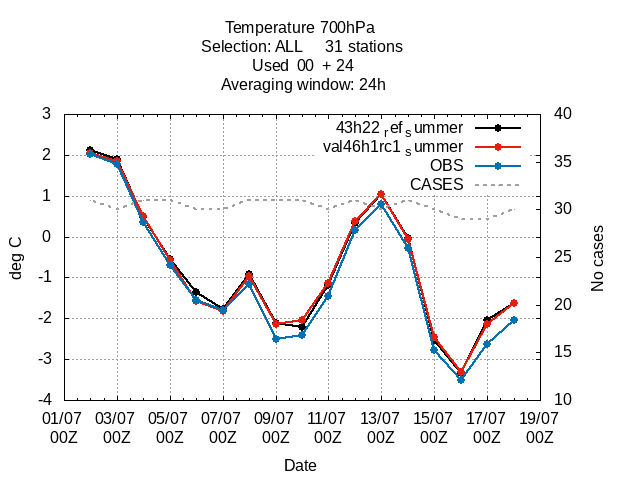 Temperature 700hPa
Selection: ALL 31 stations
Used 00 + 24
Averaging window: 24h
3 40
43h22 ref summer
val46h1rc1 summer
2 OBS 35
CASES
1
0 30
deg C
-1 25
No cases
-2 20
-3 15
-4 10
01/07 03/07 05/07 07/07 09/07 11/07 13/07 15/07 17/07 19/07
00Z 00Z 00Z 00Z 00Z 00Z 00Z 00Z 00Z 00Z
Date